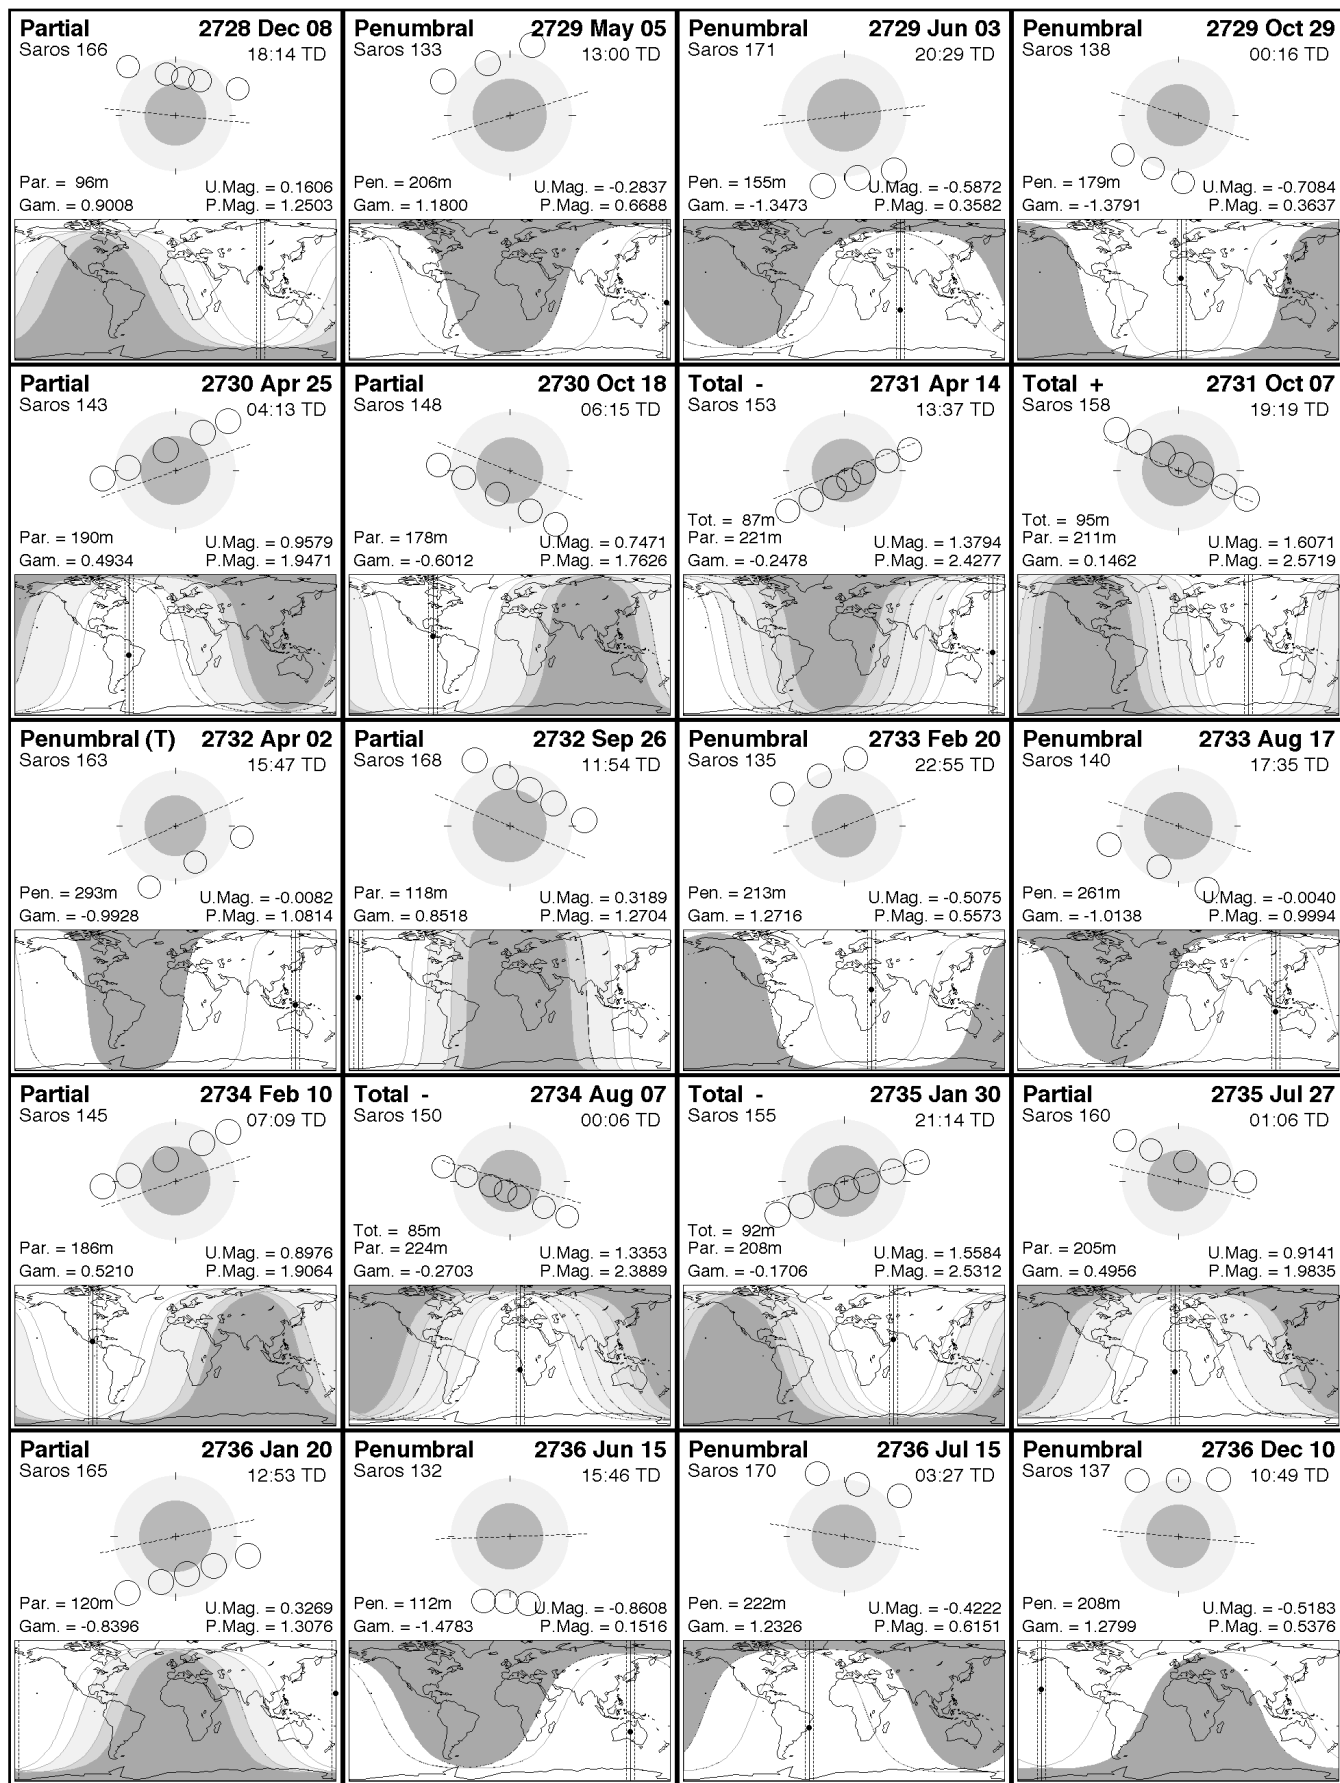 Partial 2728 Dec 08
Saros 166 18:14 TD
Par. = 96m U.Mag. = 0.1606
Gam. = 0.9008 P.Mag. = 1.2503
Penumbral 2729 May 05
Saros 133 13:00 TD
Pen. = 206m U.Mag. = -0.2837
Gam. = 1.1800 P.Mag. = 0.6688
Penumbral 2729 Jun 03
Saros 171 20:29 TD
Pen. = 155m U.Mag. = -0.5872
Gam. = -1.3473 P.Mag. = 0.3582
Penumbral 2729 Oct 29
Saros 138 00:16 TD
Pen. = 179m U.Mag. = -0.7084
Gam. = -1.3791 P.Mag. = 0.3637
Partial 2730 Apr 25
Saros 143 04:13 TD
Par. = 190m U.Mag. = 0.9579
Gam. = 0.4934 P.Mag. = 1.9471
Partial 2730 Oct 18
Saros 148 06:15 TD
Par. = 178m U.Mag. = 0.7471
Gam. = -0.6012 P.Mag. = 1.7626
Total - 2731 Apr 14
Saros 153 13:37 TD
Tot. = 87m
Par. = 221m U.Mag. = 1.3794
Gam. = -0.2478 P.Mag. = 2.4277
Total + 2731 Oct 07
Saros 158 19:19 TD
Tot. = 95m
Par. = 211m U.Mag. = 1.6071
Gam. = 0.1462 P.Mag. = 2.5719
Penumbral (T) 2732 Apr 02
Saros 163 15:47 TD
Pen. = 293m U.Mag. = -0.0082
Gam. = -0.9928 P.Mag. = 1.0814
Partial 2732 Sep 26
Saros 168 11:54 TD
Par. = 118m U.Mag. = 0.3189
Gam. = 0.8518 P.Mag. = 1.2704
Penumbral 2733 Feb 20
Saros 135 22:55 TD
Pen. = 213m U.Mag. = -0.5075
Gam. = 1.2716 P.Mag. = 0.5573
Penumbral 2733 Aug 17
Saros 140 17:35 TD
Pen. = 261m U.Mag. = -0.0040
Gam. = -1.0138 P.Mag. = 0.9994
Partial 2734 Feb 10
Saros 145 07:09 TD
Par. = 186m U.Mag. = 0.8976
Gam. = 0.5210 P.Mag. = 1.9064
Total - 2734 Aug 07
Saros 150 00:06 TD
Tot. = 85m
Par. = 224m U.Mag. = 1.3353
Gam. = -0.2703 P.Mag. = 2.3889
Total - 2735 Jan 30
Saros 155 21:14 TD
Tot. = 92m
Par. = 208m U.Mag. = 1.5584
Gam. = -0.1706 P.Mag. = 2.5312
Partial 2735 Jul 27
Saros 160 01:06 TD
Par. = 205m U.Mag. = 0.9141
Gam. = 0.4956 P.Mag. = 1.9835
Partial 2736 Jan 20
Saros 165 12:53 TD
Par. = 120m U.Mag. = 0.3269
Gam. = -0.8396 P.Mag. = 1.3076
Penumbral 2736 Jun 15
Saros 132 15:46 TD
Pen. = 112m U.Mag. = -0.8608
Gam. = -1.4783 P.Mag. = 0.1516
Penumbral 2736 Jul 15
Saros 170 03:27 TD
Pen. = 222m U.Mag. = -0.4222
Gam. = 1.2326 P.Mag. = 0.6151
Penumbral 2736 Dec 10
Saros 137 10:49 TD
Pen. = 208m U.Mag. = -0.5183
Gam. = 1.2799 P.Mag. = 0.5376